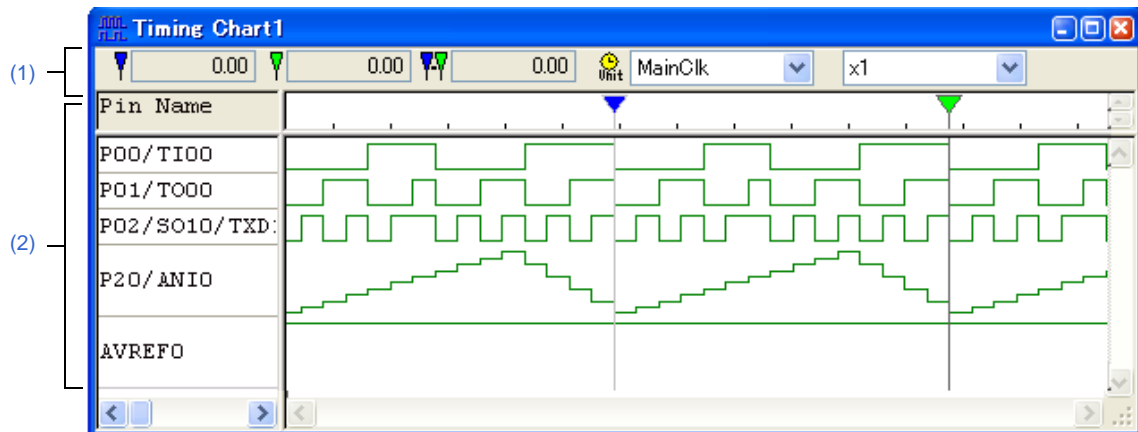 Timing Chart1
(1)
0.00 0.00 0.00 Unit MainClk x1
Pin Name
P00/TI00
P01/TO00
(2)
P02/SO10/TXD1
P20/ANI0
AVREF0